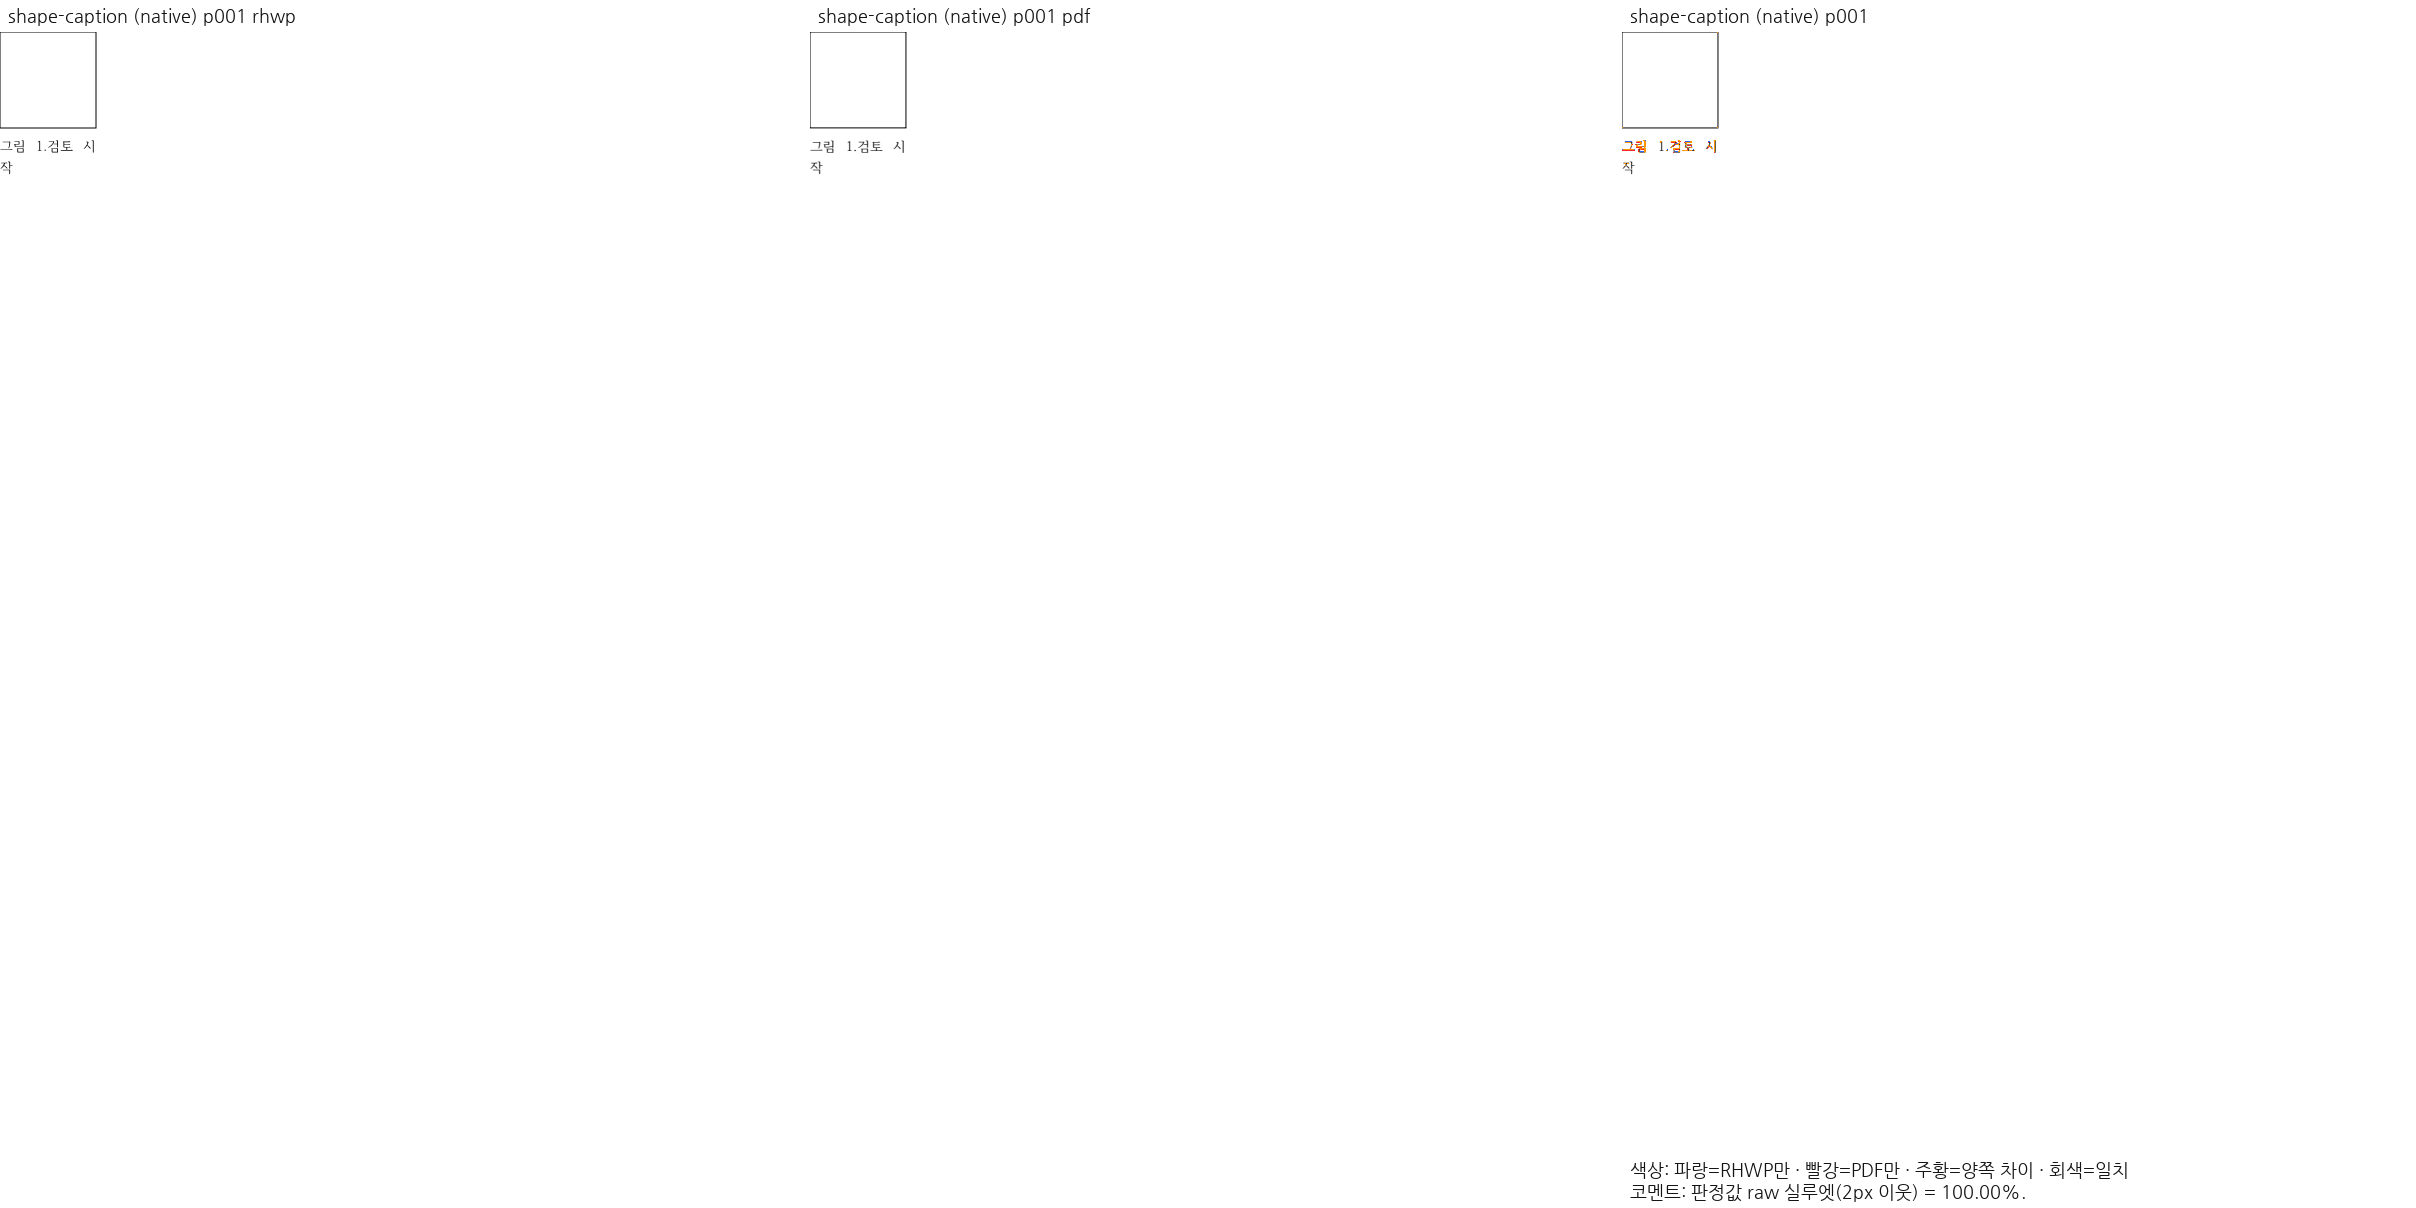 shape-caption (native) p001 rhwp
그림 1.검토 시
작
shape-caption (native) p001 pdf
그림 1.검토 시
작
shape-caption (native) p001
그림 1.검토 시
작
색상: 파랑=RHWP만 · 빨강=PDF만 · 주황=양쪽 차이 · 회색=일치
코멘트: 판정값 raw 실루엣(2px 이웃) = 100.00%.